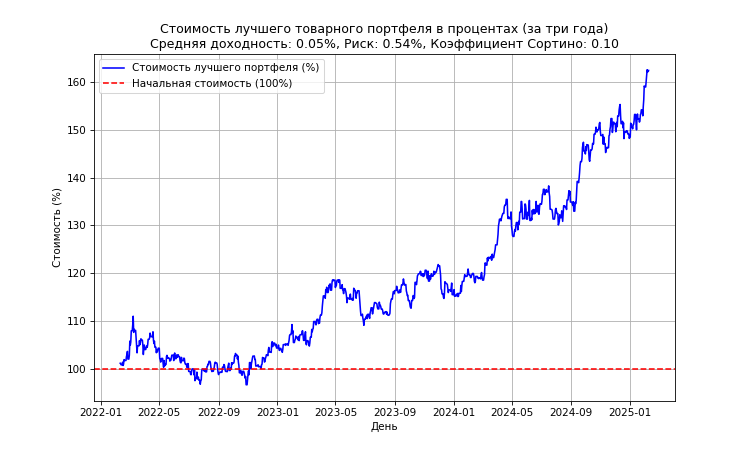 Стоимость лучшего товарного портфеля в процентах (за три года)
Средняя доходность: 0.05%, Риск: 0.54%, Коэффициент Сортино: 0.10
Стоимость лучшего портфеля (%)
Начальная стоимость (100%)
Стоимость (%)
160
150
140
130
120
110
100
2022-01 2022-05 2022-09 2023-01 2023-05 2023-09 2024-01 2024-05 2024-09 2025-01
День